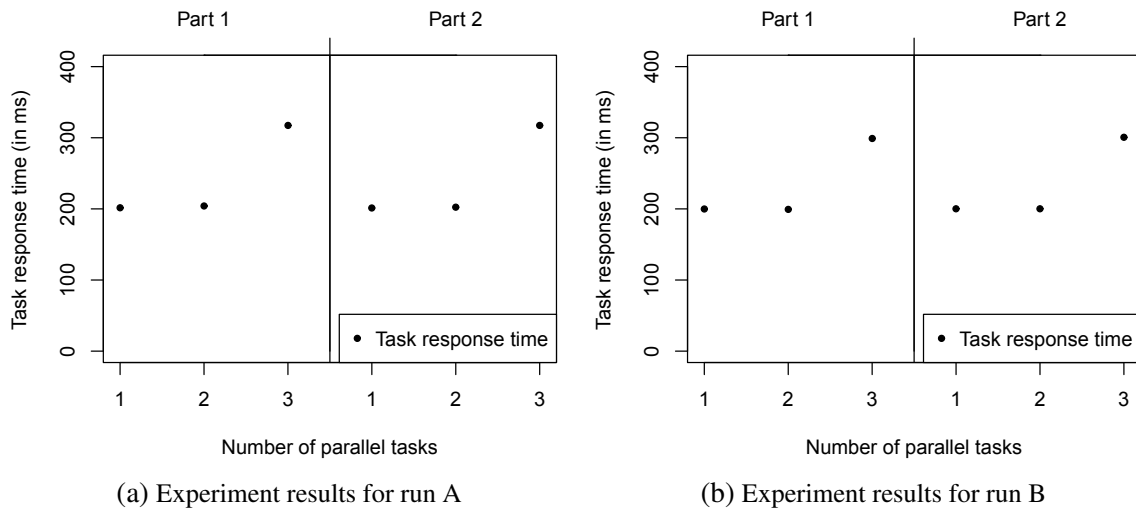 Part 1 Part 2
Task response time (in ms)
400
300
200
100
0
Task response time
1 2 3 1 2 3
Number of parallel tasks
(a) Experiment results for run A
Part 1 Part 2
Task response time (in ms)
400
300
200
100
0
Task response time
1 2 3 1 2 3
Number of parallel tasks
(b) Experiment results for run B